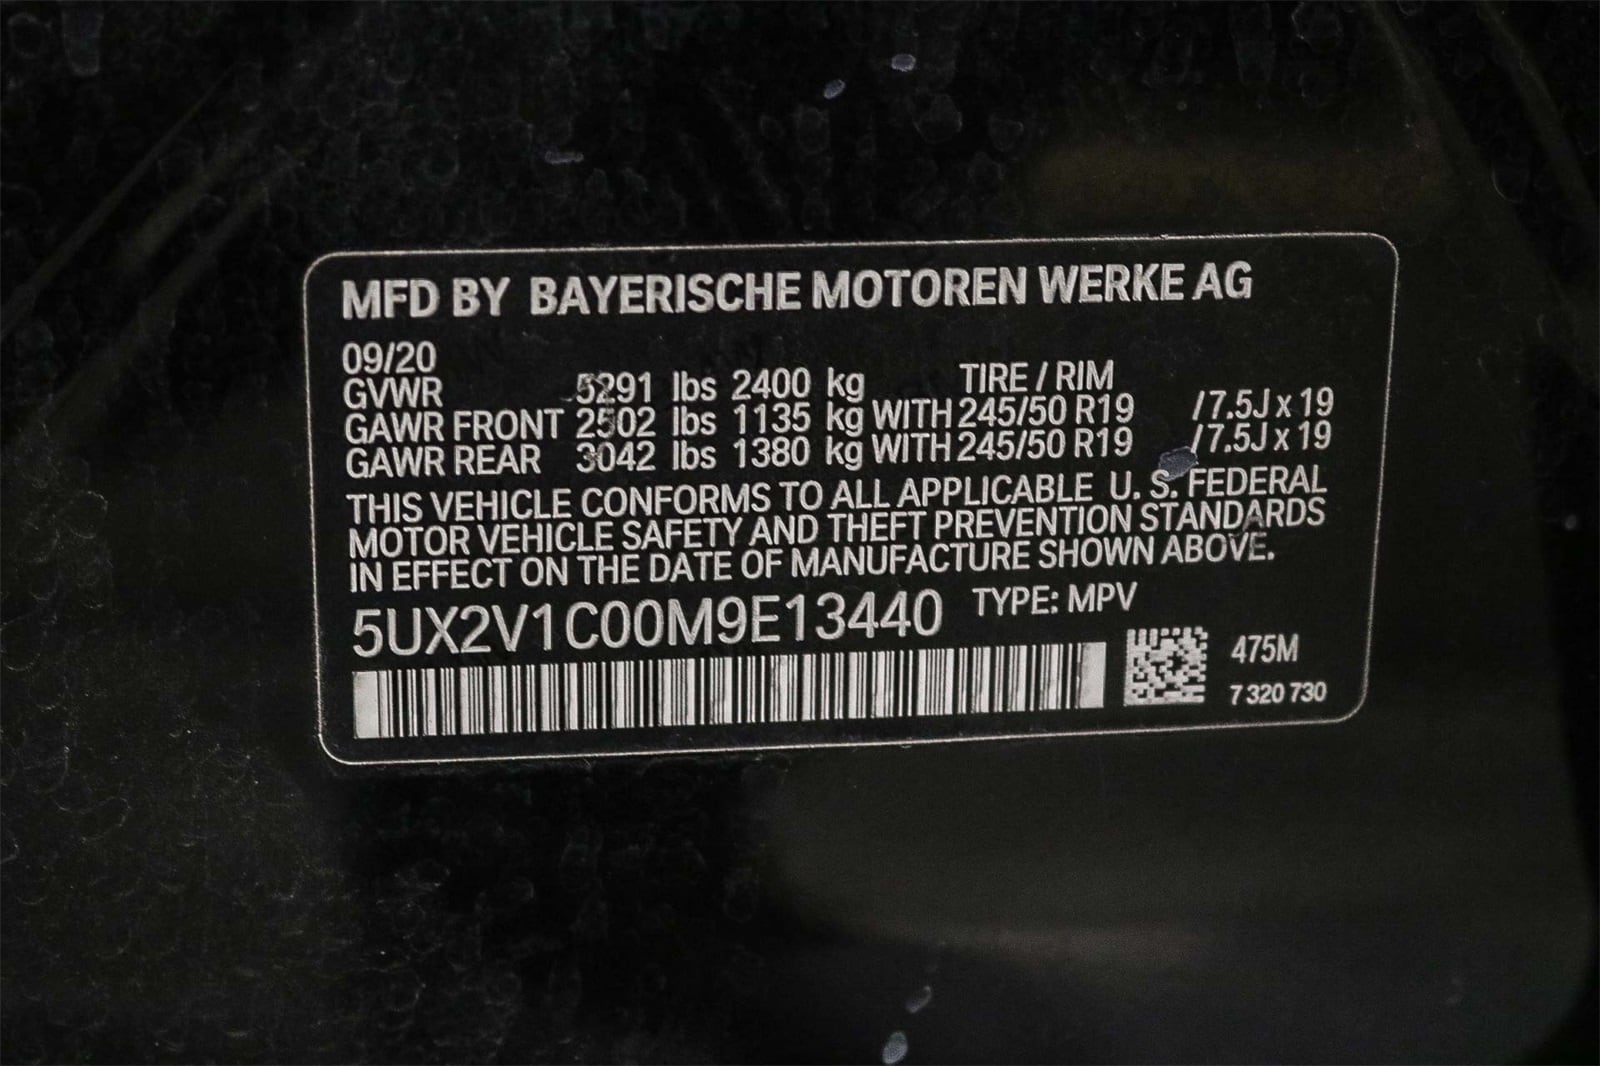 MFD BY BAYERISCHE MOTOREN WERKE AG
09/20
GVWR 5291 lbs 2400 kg TIRE / RIM
GAWR FRONT 2502 lbs 1135 kg WITH 245/50 R19 / 7.5J x 19
GAWR REAR 3042 lbs 1380 kg WITH 245/50 R19 / 7.5J x 19
THIS VEHICLE CONFORMS TO ALL APPLICABLE U. S. FEDERAL
MOTOR VEHICLE SAFETY AND THEFT PREVENTION STANDARDS
IN EFFECT ON THE DATE OF MANUFACTURE SHOWN ABOVE.
5UX2V1C00M9E13440 TYPE: MPV
475M
7 320 730